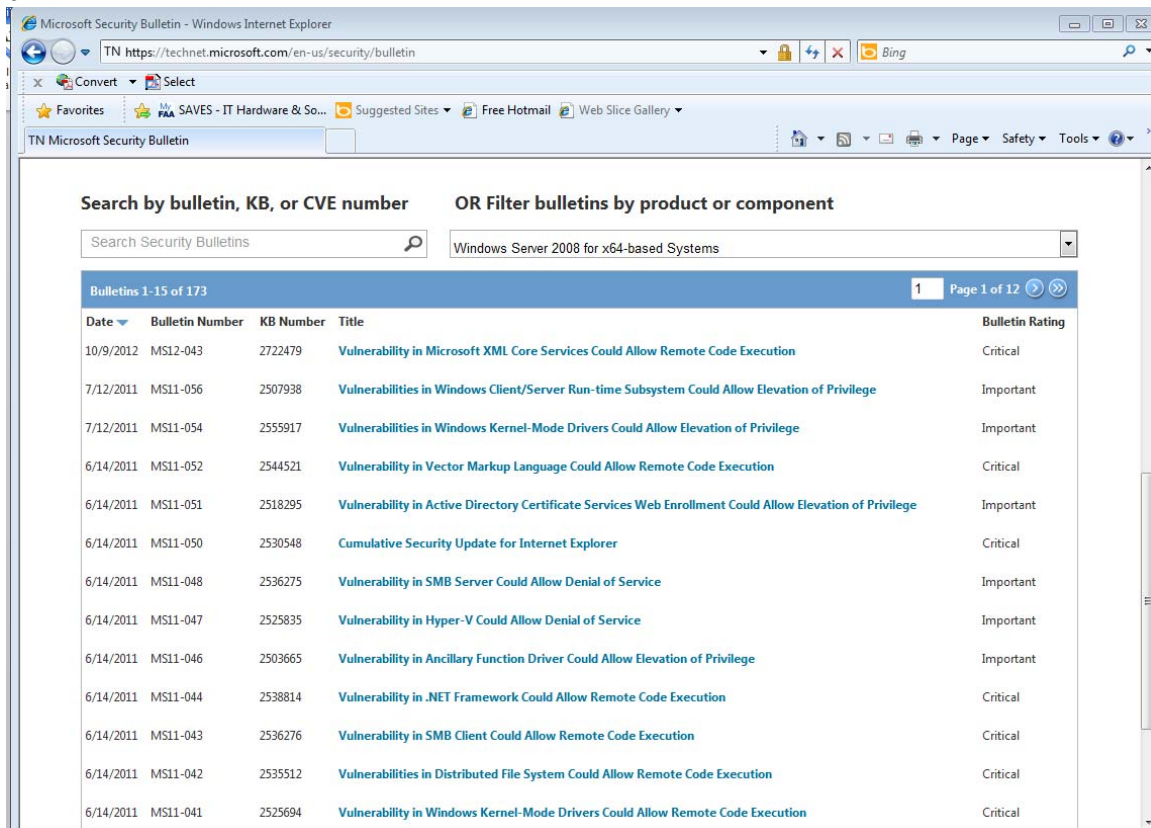 Microsoft Security Bulletin - Windows Internet Explorer
TN https://technet.microsoft.com/en-us/security/bulletin Bing
x Convert Select
Favorites My FAA SAVES - IT Hardware & So... Suggested Sites Free Hotmail Web Slice Gallery
TN Microsoft Security Bulletin Page Safety Tools
Search by bulletin, KB, or CVE number OR Filter bulletins by product or component
Search Security Bulletins Windows Server 2008 for x64-based Systems
Bulletins 1-15 of 173 1 Page 1 of 12
Date Bulletin Number KB Number Title Bulletin Rating
10/9/2012 MS12-043 2722479 Vulnerability in Microsoft XML Core Services Could Allow Remote Code Execution Critical
7/12/2011 MS11-056 2507938 Vulnerabilities in Windows Client/Server Run-time Subsystem Could Allow Elevation of Privilege Important
7/12/2011 MS11-054 2555917 Vulnerabilities in Windows Kernel-Mode Drivers Could Allow Elevation of Privilege Important
6/14/2011 MS11-052 2544521 Vulnerability in Vector Markup Language Could Allow Remote Code Execution Critical
6/14/2011 MS11-051 2518295 Vulnerability in Active Directory Certificate Services Web Enrollment Could Allow Elevation of Privilege Important
6/14/2011 MS11-050 2530548 Cumulative Security Update for Internet Explorer Critical
6/14/2011 MS11-048 2536275 Vulnerability in SMB Server Could Allow Denial of Service Important
6/14/2011 MS11-047 2525835 Vulnerability in Hyper-V Could Allow Denial of Service Important
6/14/2011 MS11-046 2503665 Vulnerability in Ancillary Function Driver Could Allow Elevation of Privilege Important
6/14/2011 MS11-044 2538814 Vulnerability in .NET Framework Could Allow Remote Code Execution Critical
6/14/2011 MS11-043 2536276 Vulnerability in SMB Client Could Allow Remote Code Execution Critical
6/14/2011 MS11-042 2535512 Vulnerabilities in Distributed File System Could Allow Remote Code Execution Critical
6/14/2011 MS11-041 2525694 Vulnerability in Windows Kernel-Mode Drivers Could Allow Remote Code Execution Critical